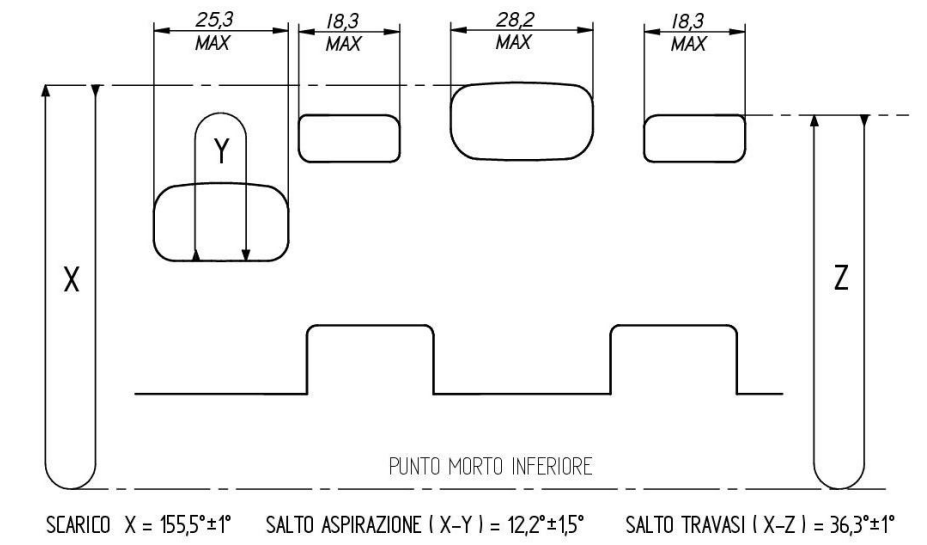 25,3 18,3 28,2 18,3
MAX MAX MAX MAX
Y
X
Z
PUNTO MORTO INFERIORE
SCARICO X = 155,5°±1° SALTO ASPIRAZIONE ( X-Y ) = 12,2°±1,5° SALTO TRAVASI ( X-Z ) = 36,3°±1°